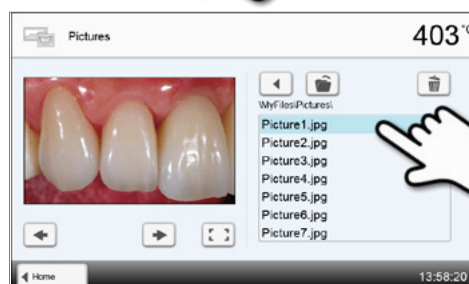 Pictures
403 °C
\MyFiles\Pictures\
Picture1.jpg
Picture2.jpg
Picture3.jpg
Picture4.jpg
Picture5.jpg
Picture6.jpg
Picture7.jpg
Home
13:58:20